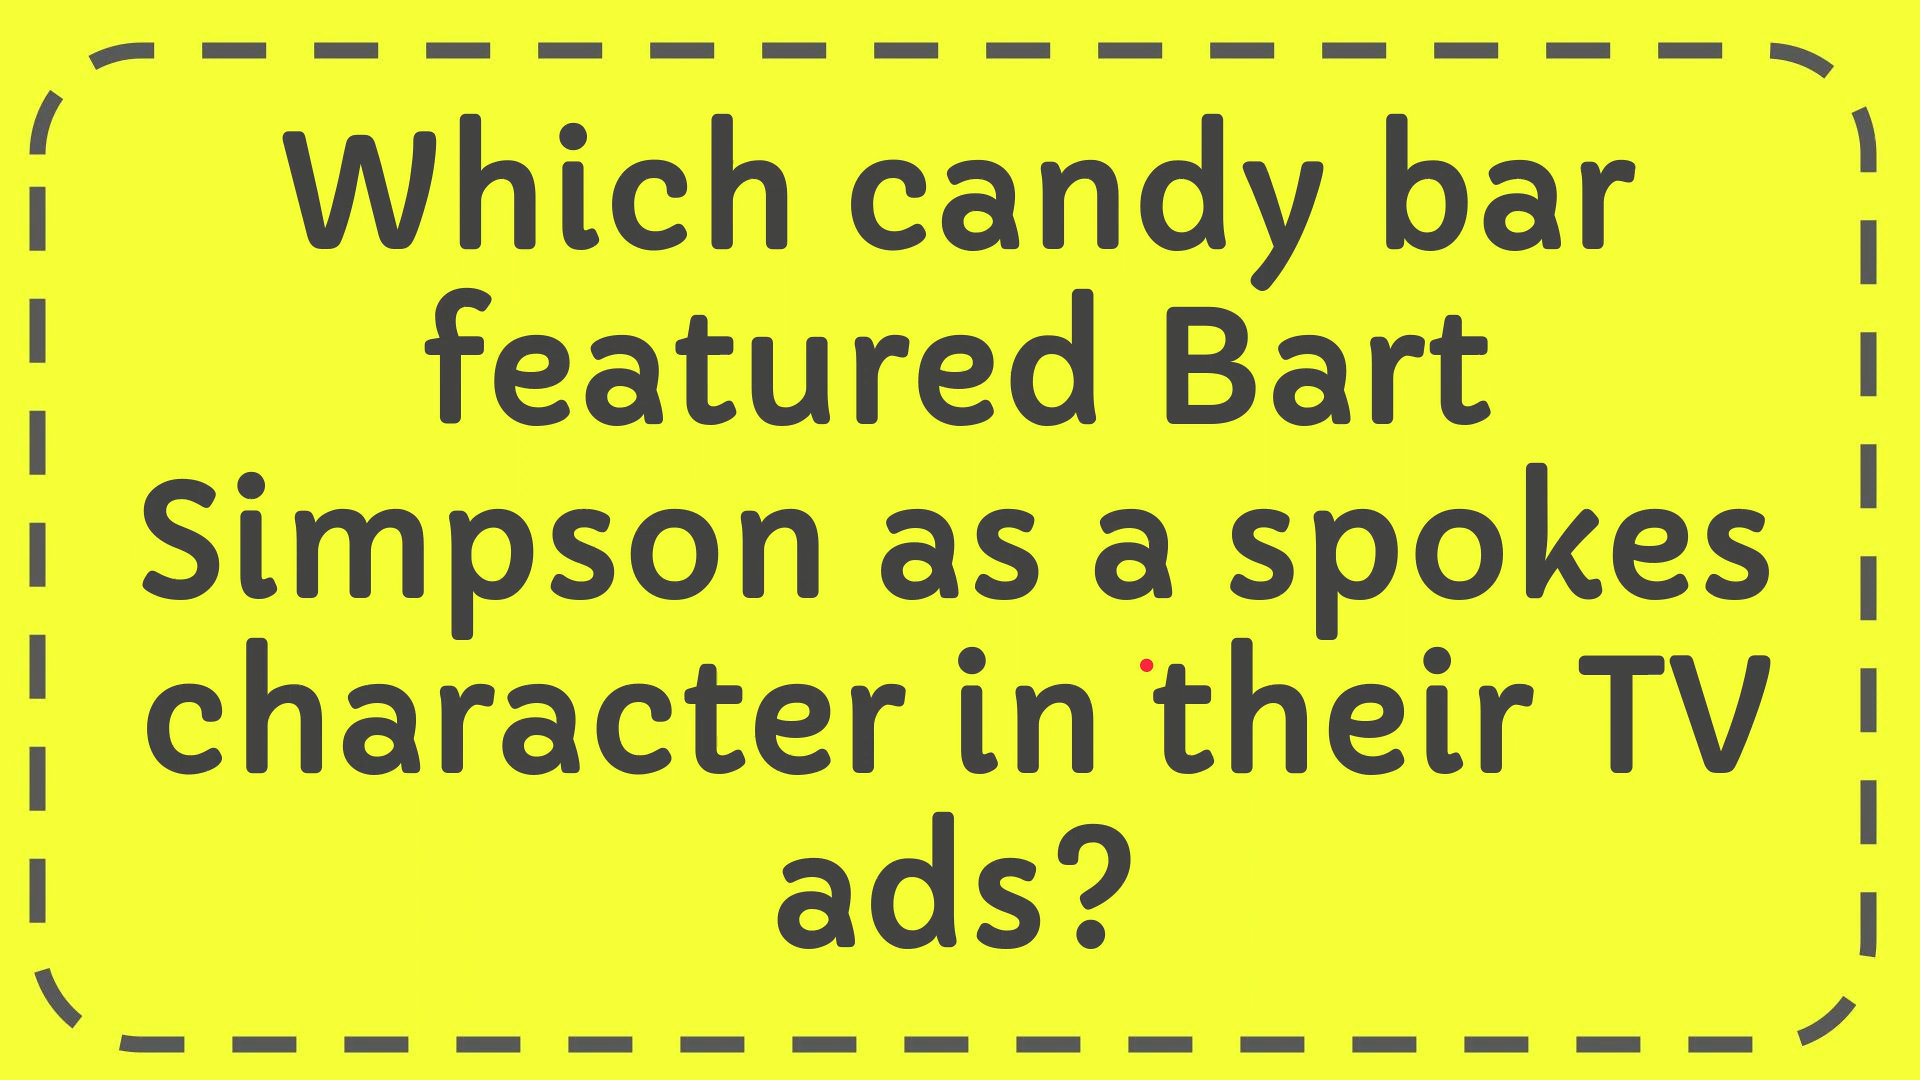 Which candy bar
featured Bart
Simpson as a spokes
character in their TV
ads?